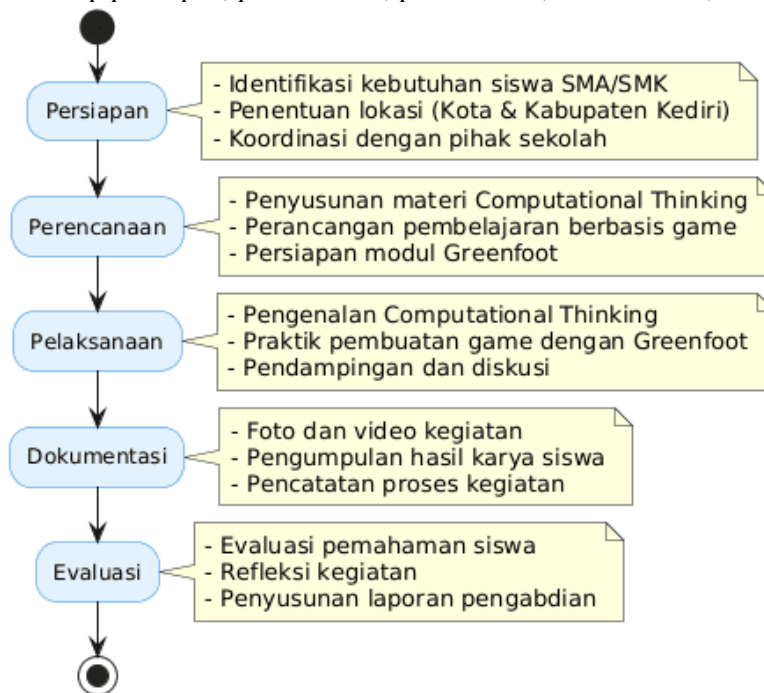 Persiapan
- Identifikasi kebutuhan siswa SMA/SMK
- Penentuan lokasi (Kota & Kabupaten Kediri)
- Koordinasi dengan pihak sekolah
Perencanaan
- Penyusunan materi Computational Thinking
- Perancangan pembelajaran berbasis game
- Persiapan modul Greenfoot
Pelaksanaan
- Pengenalan Computational Thinking
- Praktik pembuatan game dengan Greenfoot
- Pendampingan dan diskusi
Dokumentasi
- Foto dan video kegiatan
- Pengumpulan hasil karya siswa
- Pencatatan proses kegiatan
Evaluasi
- Evaluasi pemahaman siswa
- Refleksi kegiatan
- Penyusunan laporan pengabdian